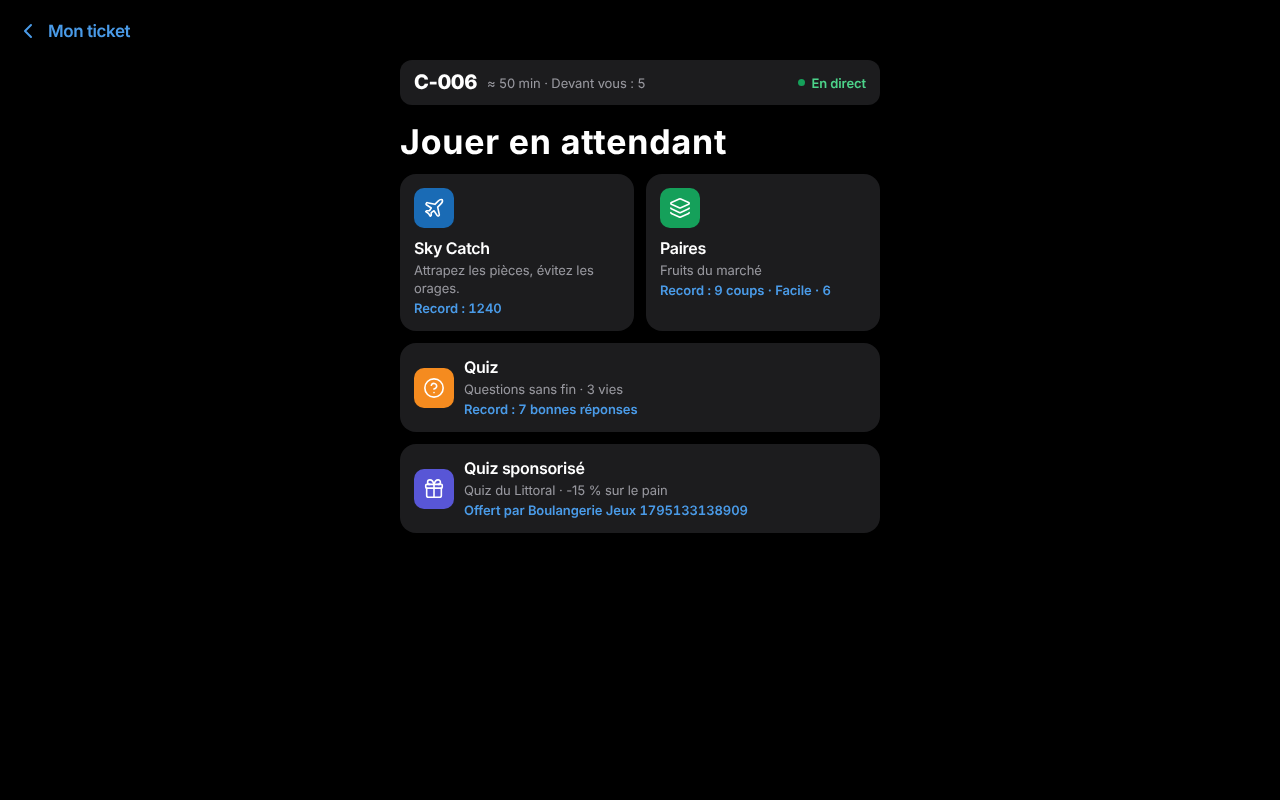 Mon ticket
C-006 ≈ 50 min · Devant vous : 5 En direct
Jouer en attendant
Sky Catch
Attrapez les pièces, évitez les
orages.
Record : 1240
Paires
Fruits du marché
Record : 9 coups · Facile · 6
Quiz
Questions sans fin · 3 vies
Record : 7 bonnes réponses
Quiz sponsorisé
Quiz du Littoral · -15 % sur le pain
Offert par Boulangerie Jeux 1795133138909